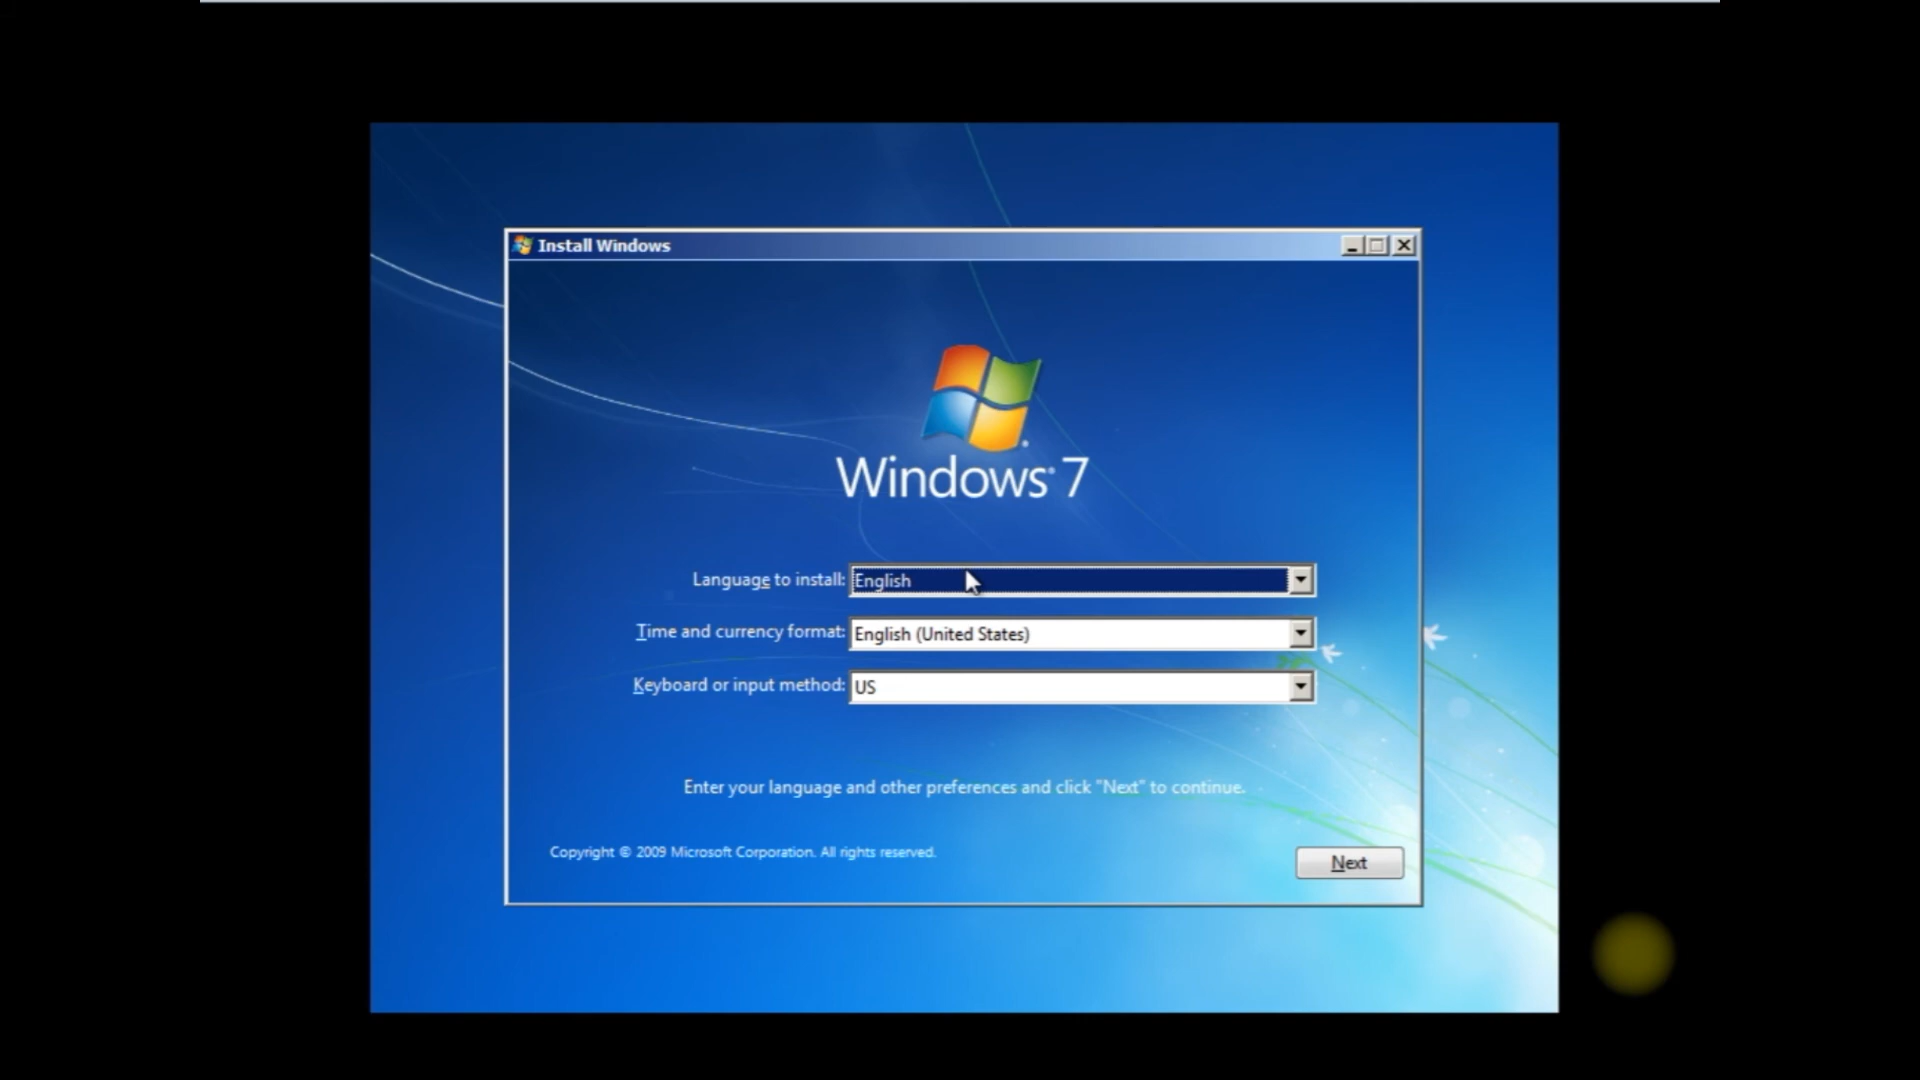 Install Windows
Windows® 7
Language to install: English
Time and currency format: English (United States)
Keyboard or input method: US
Enter your language and other preferences and click "Next" to continue.
Copyright © 2009 Microsoft Corporation. All rights reserved.
Next